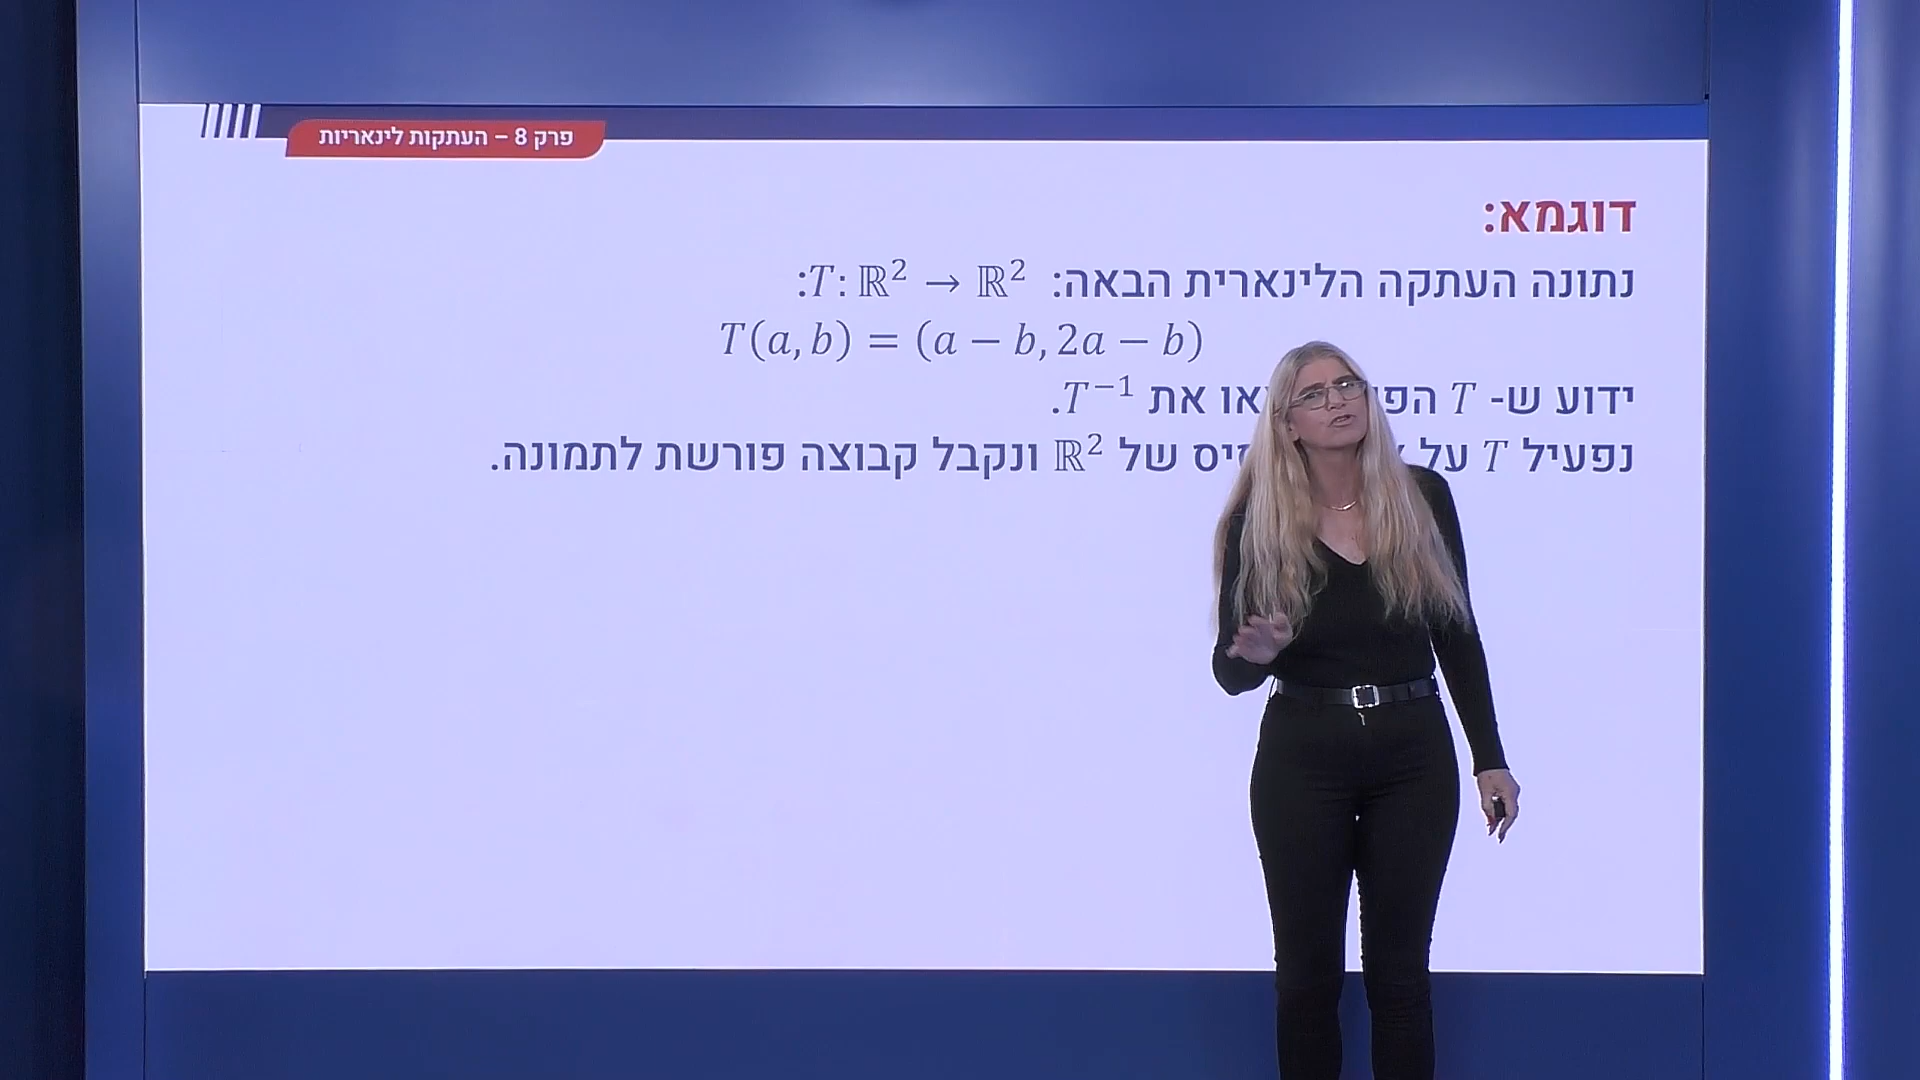 פרק 8 – העתקות לינאריות
דוגמא:
נתונה העתקה הלינארית הבאה: T: ℝ² → ℝ²:
T(a, b) = (a − b, 2a − b)
ידוע ש- T את T⁻¹.
נפעיל T על של ℝ² ונקבל קבוצה פורשת לתמונה.